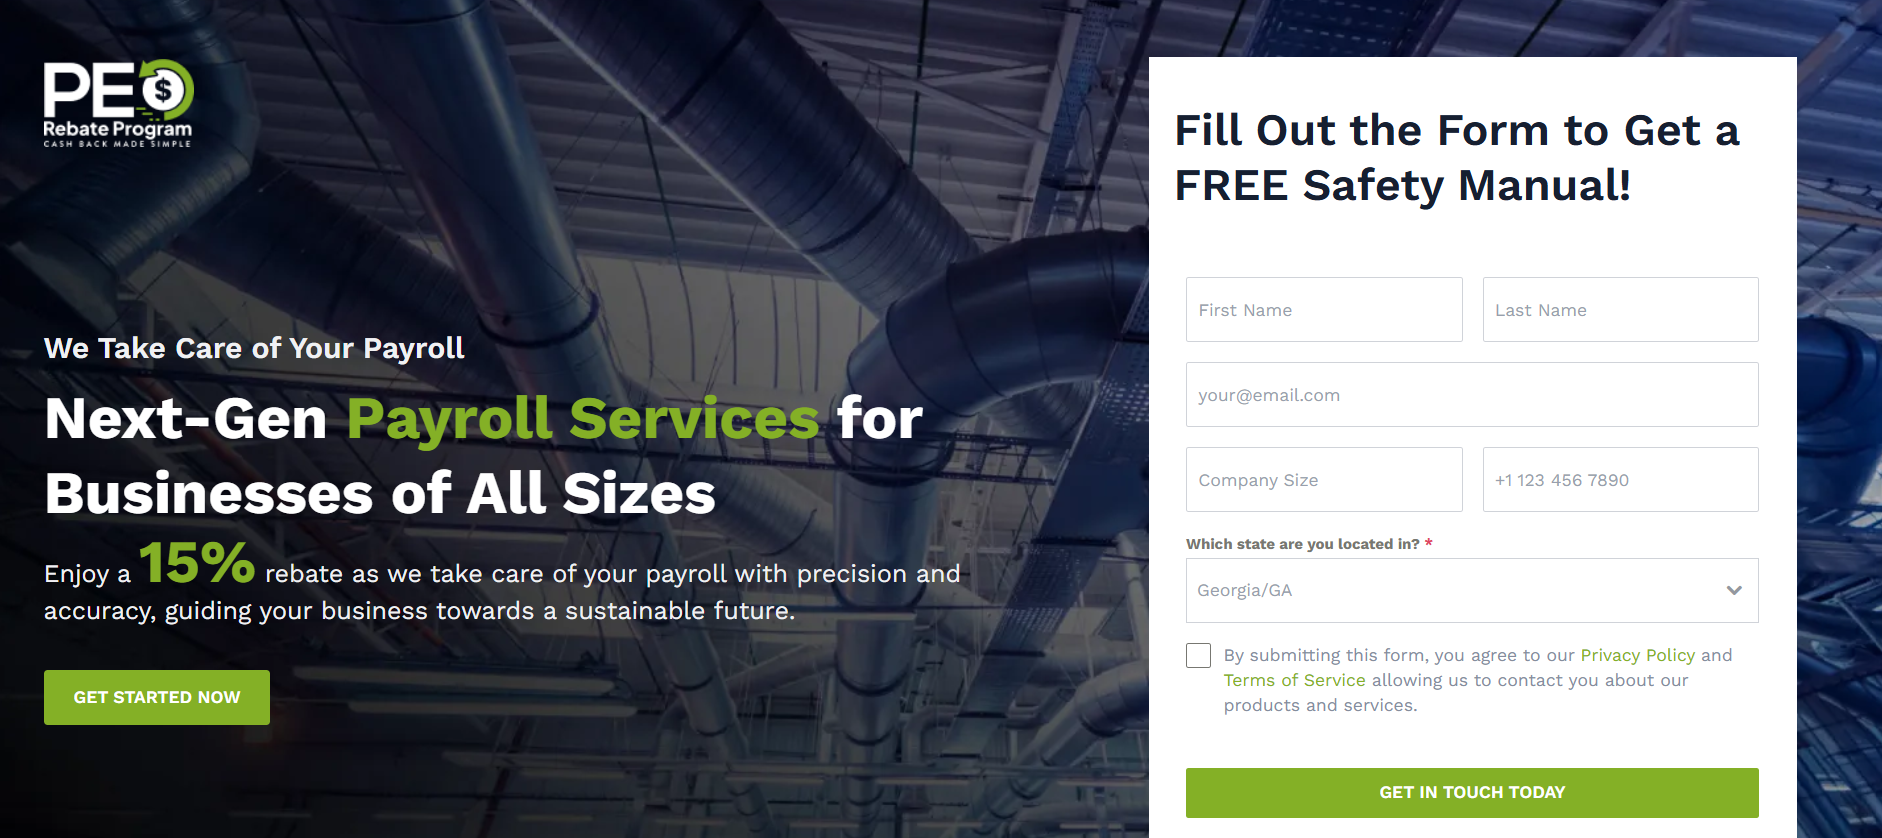 PEO
Rebate Program
CASH BACK MADE SIMPLE
We Take Care of Your Payroll
Next-Gen Payroll Services for
Businesses of All Sizes
Enjoy a 15% rebate as we take care of your payroll with precision and
accuracy, guiding your business towards a sustainable future.
GET STARTED NOW
Fill Out the Form to Get a
FREE Safety Manual!
First Name
Last Name
your@email.com
Company Size
+1 123 456 7890
Which state are you located in? *
Georgia/GA
By submitting this form, you agree to our Privacy Policy and
Terms of Service allowing us to contact you about our
products and services.
GET IN TOUCH TODAY